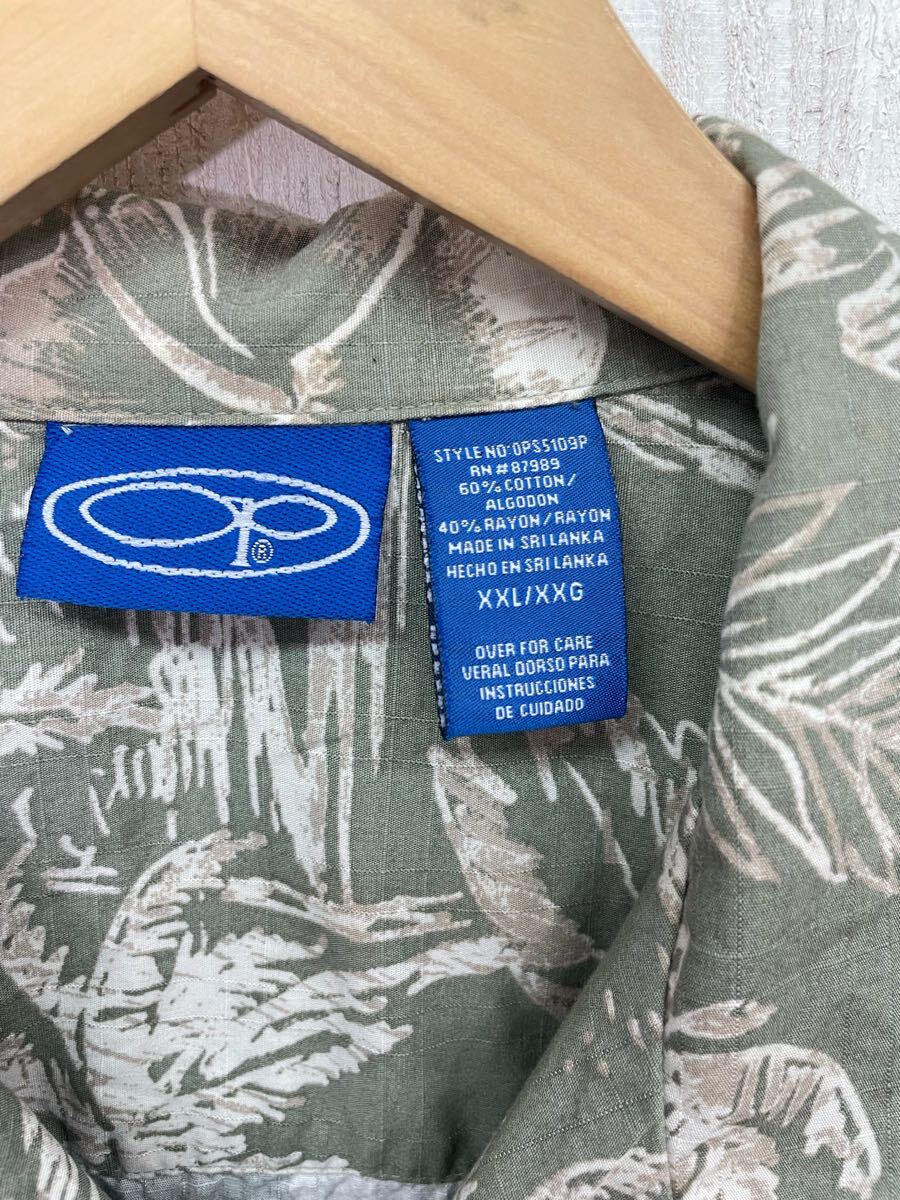 Op®
STYLE NO:OPS5109P
RN#87989
60% COTTON/
ALGODON
40% RAYON/RAYON
MADE IN SRI LANKA
HECHO EN SRI LANKA
XXL/XXG
OVER FOR CARE
VERAL DORSO PARA
INSTRUCCIONES
DE CUIDADO